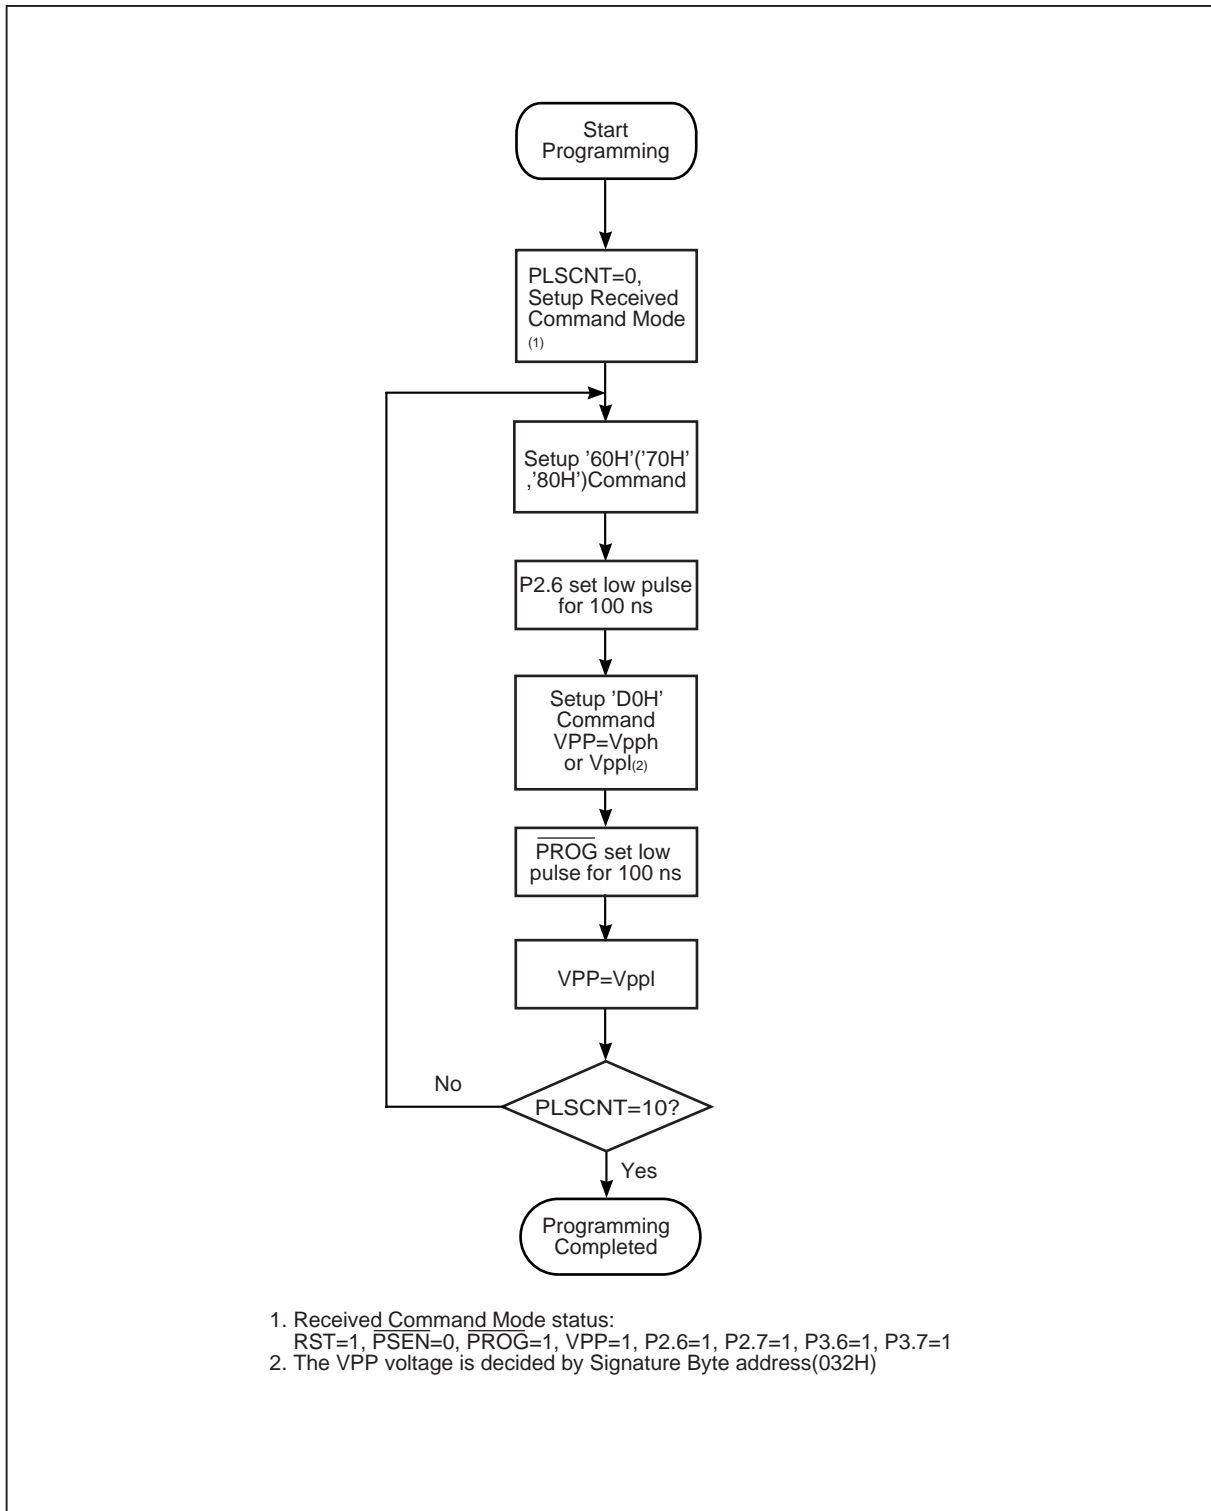 Start
Programming
PLSCNT=0,
Setup Received
Command Mode
(1)
Setup '60H'('70H'
,'80H')Command
P2.6 set low pulse
for 100 ns
Setup 'D0H'
Command
VPP=Vpph
or Vppl(2)
PROG set low
pulse for 100 ns
VPP=Vppl
No
PLSCNT=10?
Yes
Programming
Completed
1. Received Command Mode status:
RST=1, PSEN=0, PROG=1, VPP=1, P2.6=1, P2.7=1, P3.6=1, P3.7=1
2. The VPP voltage is decided by Signature Byte address(032H)